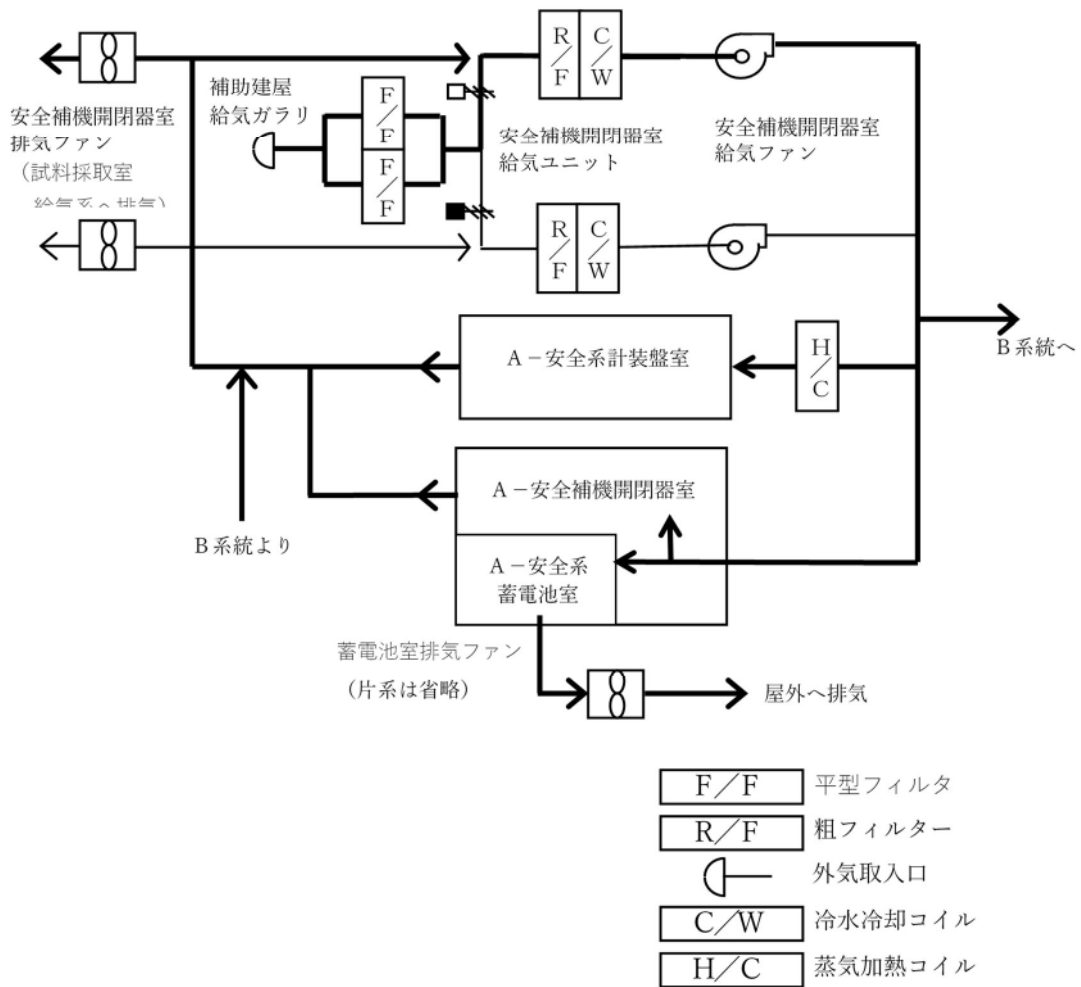 R/F
C/W
補助建屋
給気ガラリ
F/F
F/F
安全補機開閉器室
排気ファン
(試料採取室
給気系へ排気)
安全補機開閉器室
給気ユニット
安全補機開閉器室
給気ファン
R/F
C/W
A-安全系計装盤室
H/C
B系統へ
A-安全補機開閉器室
B系統より
A-安全系
蓄電池室
蓄電池室排気ファン
(片系は省略)
屋外へ排気
F/F 平型フィルタ
R/F 粗フィルター
外気取入口
C/W 冷水冷却コイル
H/C 蒸気加熱コイル